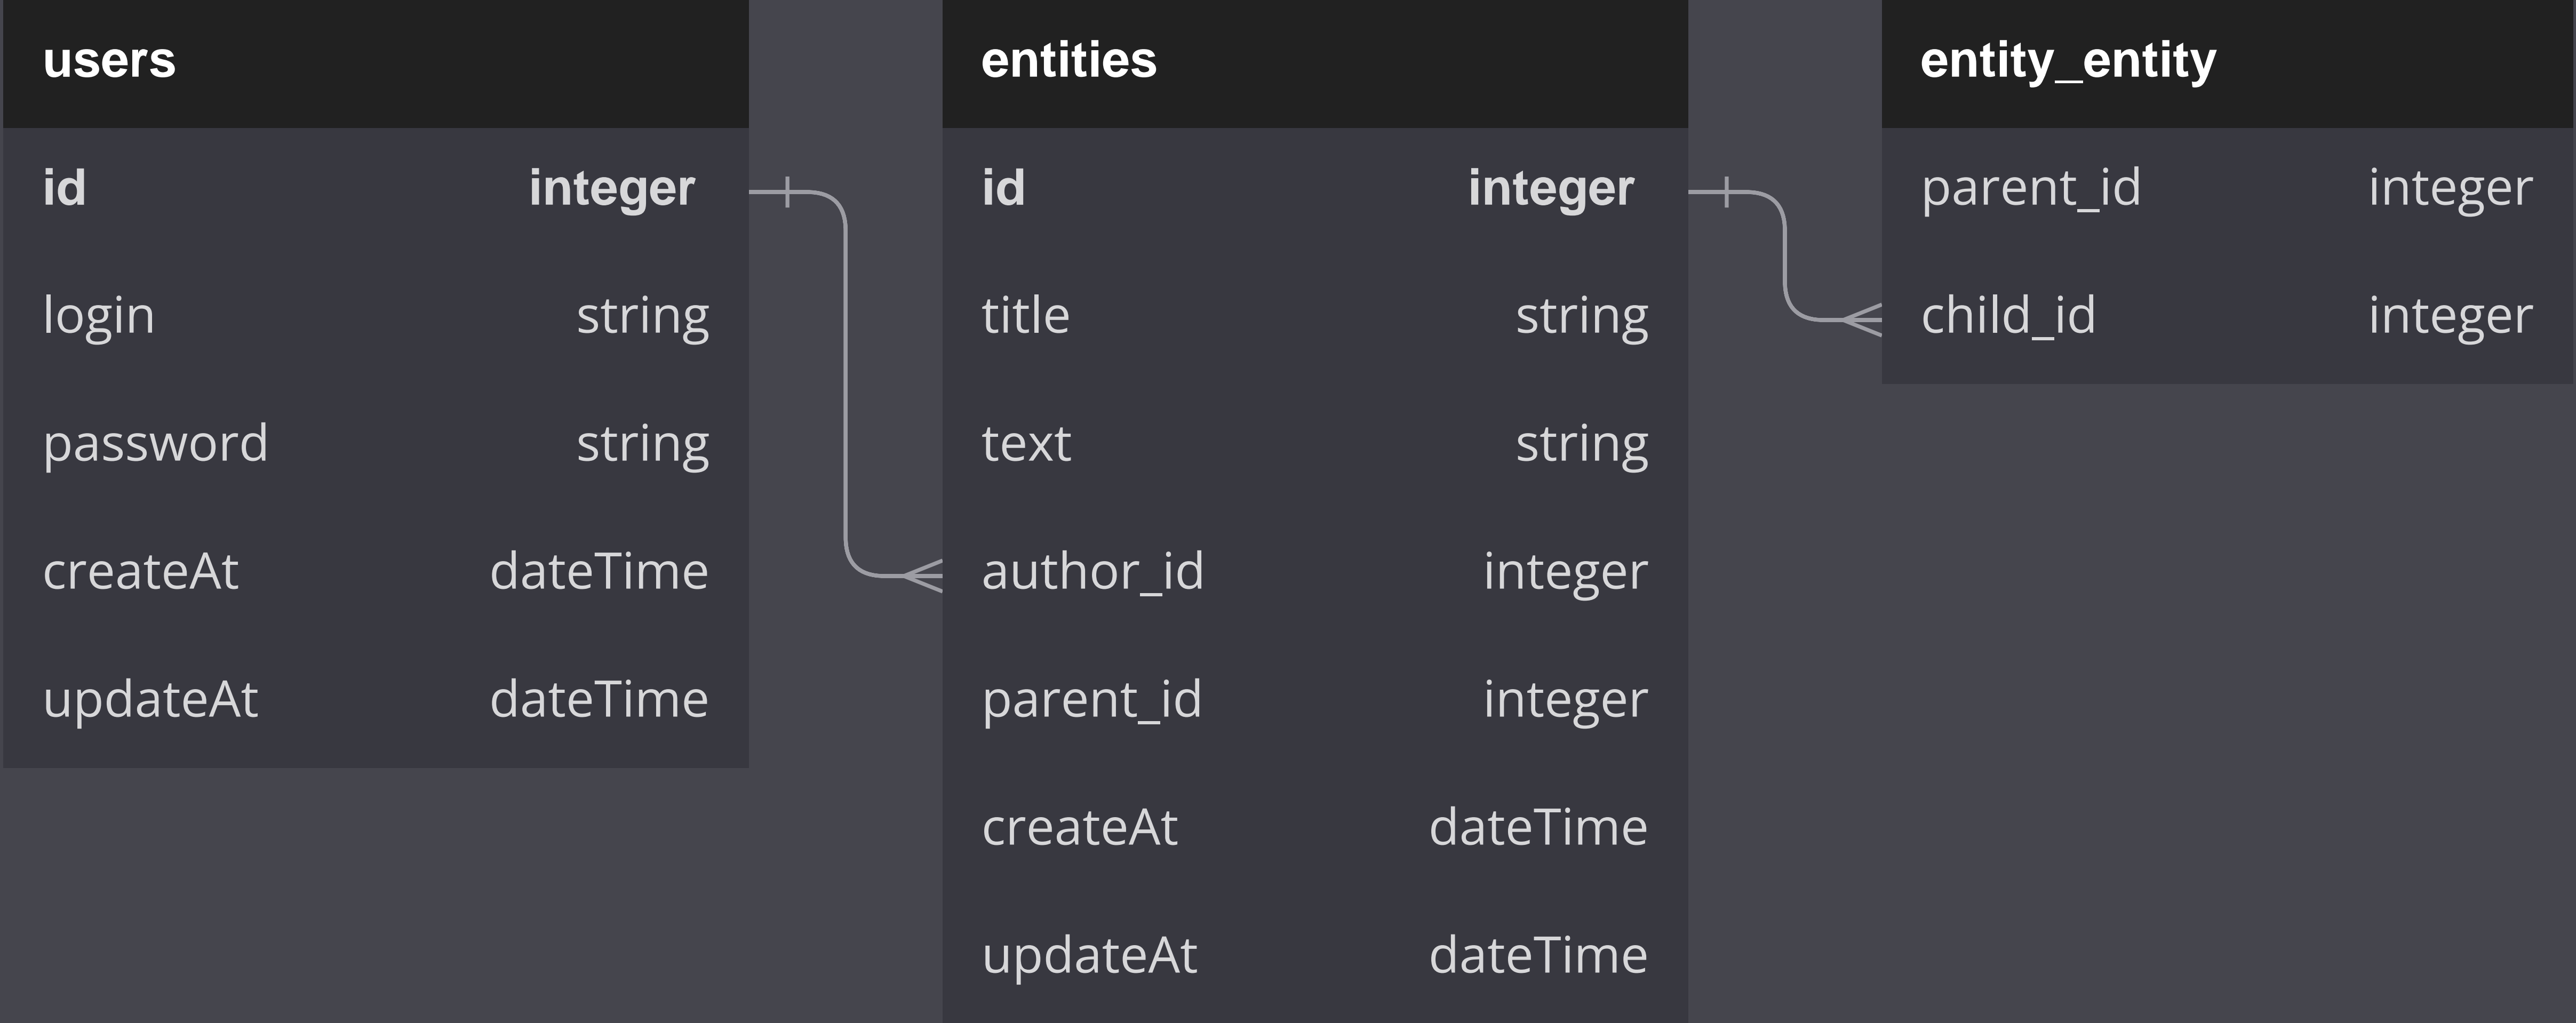 users
id integer
login string
password string
createAt dateTime
updateAt dateTime
entities
id integer
title string
text string
author_id integer
parent_id integer
createAt dateTime
updateAt dateTime
entity_entity
parent_id integer
child_id integer